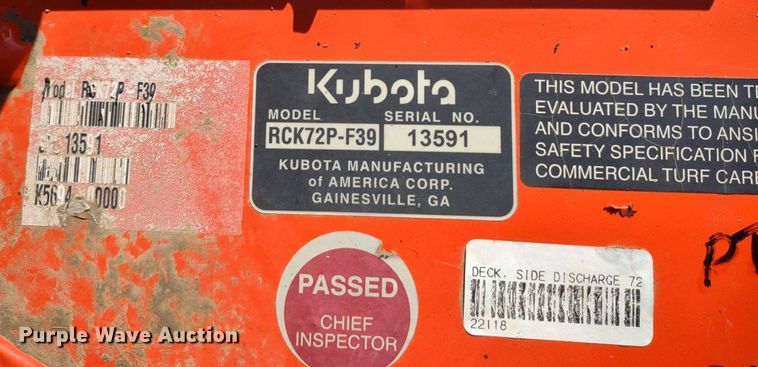 F39
13591
Kubota
MODEL SERIAL NO.
RCK72P-F39 13591
KUBOTA MANUFACTURING
of AMERICA CORP.
GAINESVILLE, GA
THIS MODEL HAS BEEN
EVALUATED BY THE
AND CONFORMS TO ANSI
SAFETY SPECIFICATION
COMMERCIAL TURF
PASSED
CHIEF
INSPECTOR
DECK, SIDE DISCHARGE 72
22118
Purple Wave Auction